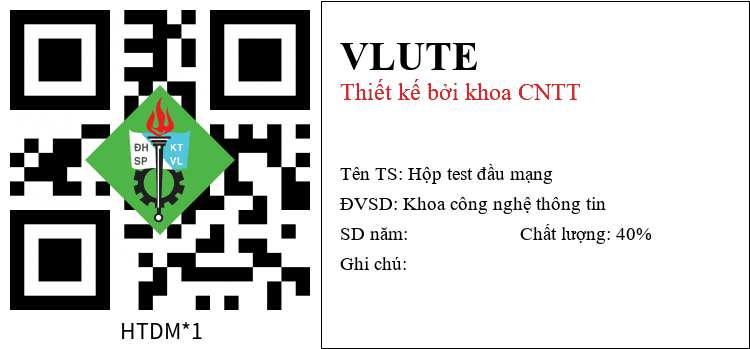 ĐH KT
SP VL
HTDM*1
VLUTE
Thiết kế bởi khoa CNTT
Tên TS: Hộp test đầu mạng
ĐVSD: Khoa công nghệ thông tin
SD năm: Chất lượng: 40%
Ghi chú: